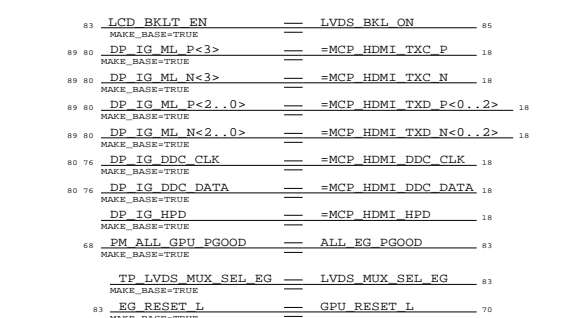 83 LCD_BKLT_EN LVDS_BKL_ON 85
MAKE_BASE=TRUE
89 80 DP_IG_ML_P<3> =MCP_HDMI_TXC_P 18
MAKE_BASE=TRUE
89 80 DP_IG_ML_N<3> =MCP_HDMI_TXC_N 18
MAKE_BASE=TRUE
89 80 DP_IG_ML_P<2..0> =MCP_HDMI_TXD_P<0..2> 18
MAKE_BASE=TRUE
89 80 DP_IG_ML_N<2..0> =MCP_HDMI_TXD_N<0..2> 18
MAKE_BASE=TRUE
80 76 DP_IG_DDC_CLK =MCP_HDMI_DDC_CLK 18
MAKE_BASE=TRUE
80 76 DP_IG_DDC_DATA =MCP_HDMI_DDC_DATA 18
MAKE_BASE=TRUE
DP_IG_HPD =MCP_HDMI_HPD 18
MAKE_BASE=TRUE
68 PM_ALL_GPU_PGOOD ALL_EG_PGOOD 83
MAKE_BASE=TRUE
TP_LVDS_MUX_SEL_EG LVDS_MUX_SEL_EG 83
MAKE_BASE=TRUE
83 EG_RESET_L GPU_RESET_L 70
MAKE_BASE=TRUE